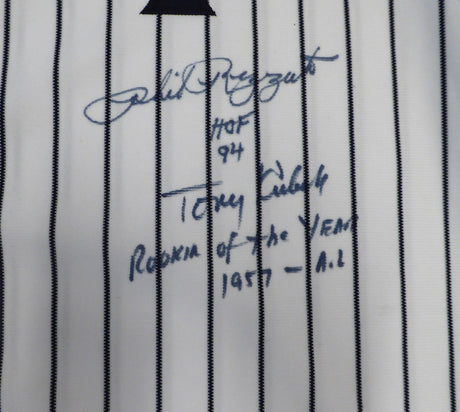 Phil Rizzuto
HOF
94
Tony Kubek
Rookie of the Year
1957 - A.L